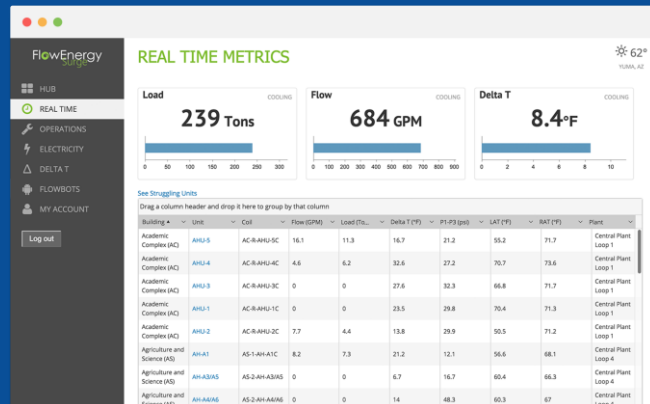 FlowEnergy
Surge
HUB
REAL TIME
OPERATIONS
ELECTRICITY
DELTA T
FLOWBOTS
MY ACCOUNT
Log out
REAL TIME METRICS
62°
YUMA, AZ
Load COOLING
239 Tons
0 50 100 150 200 250 300
Flow COOLING
684 GPM
0 100 200 300 400 500 600 700 800 900
Delta T COOLING
8.4°F
0 2 4 6 8 10
See Struggling Units
Drag a column header and drop it here to group by that column
Building Unit Coil Flow (GPM) Load (To... Delta T (°F) P1-P3 (psi) LAT (°F) RAT (°F) Plant
Academic Complex (AC) AHU-5 AC-R-AHU-5C 16.1 11.3 16.7 21.2 55.2 71.7 Central Plant Loop 1
Academic Complex (AC) AHU-4 AC-R-AHU-4C 4.6 6.2 32.6 27.2 70.7 73.6 Central Plant Loop 1
Academic Complex (AC) AHU-3 AC-R-AHU-3C 0 0 27.6 32.3 66.8 71.7 Central Plant Loop 1
Academic Complex (AC) AHU-1 AC-R-AHU-1C 0 0 23.5 29.8 70.4 71.3 Central Plant Loop 1
Academic Complex (AC) AHU-2 AC-R-AHU-2C 7.7 4.4 13.8 29.9 50.5 71.2 Central Plant Loop 1
Agriculture and Science (AS) AH-A1 AS-1-AH-A1C 8.2 7.3 21.2 12.1 56.6 68.1 Central Plant Loop 4
Agriculture and Science (AS) AH-A3/A5 AS-2-AH-A3/A5 0 0 6.7 16.7 60.4 66.3 Central Plant Loop 4
Agriculture and Science (AS) AH-A4/A6 AS-2-AH-A4/A6 0 0 14 48.3 60.3 67 Central Plant Loop 4